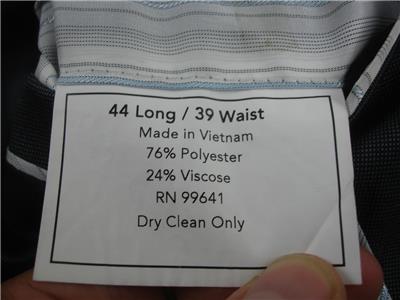 44 Long / 39 Waist
Made in Vietnam
76% Polyester
24% Viscose
RN 99641
Dry Clean Only